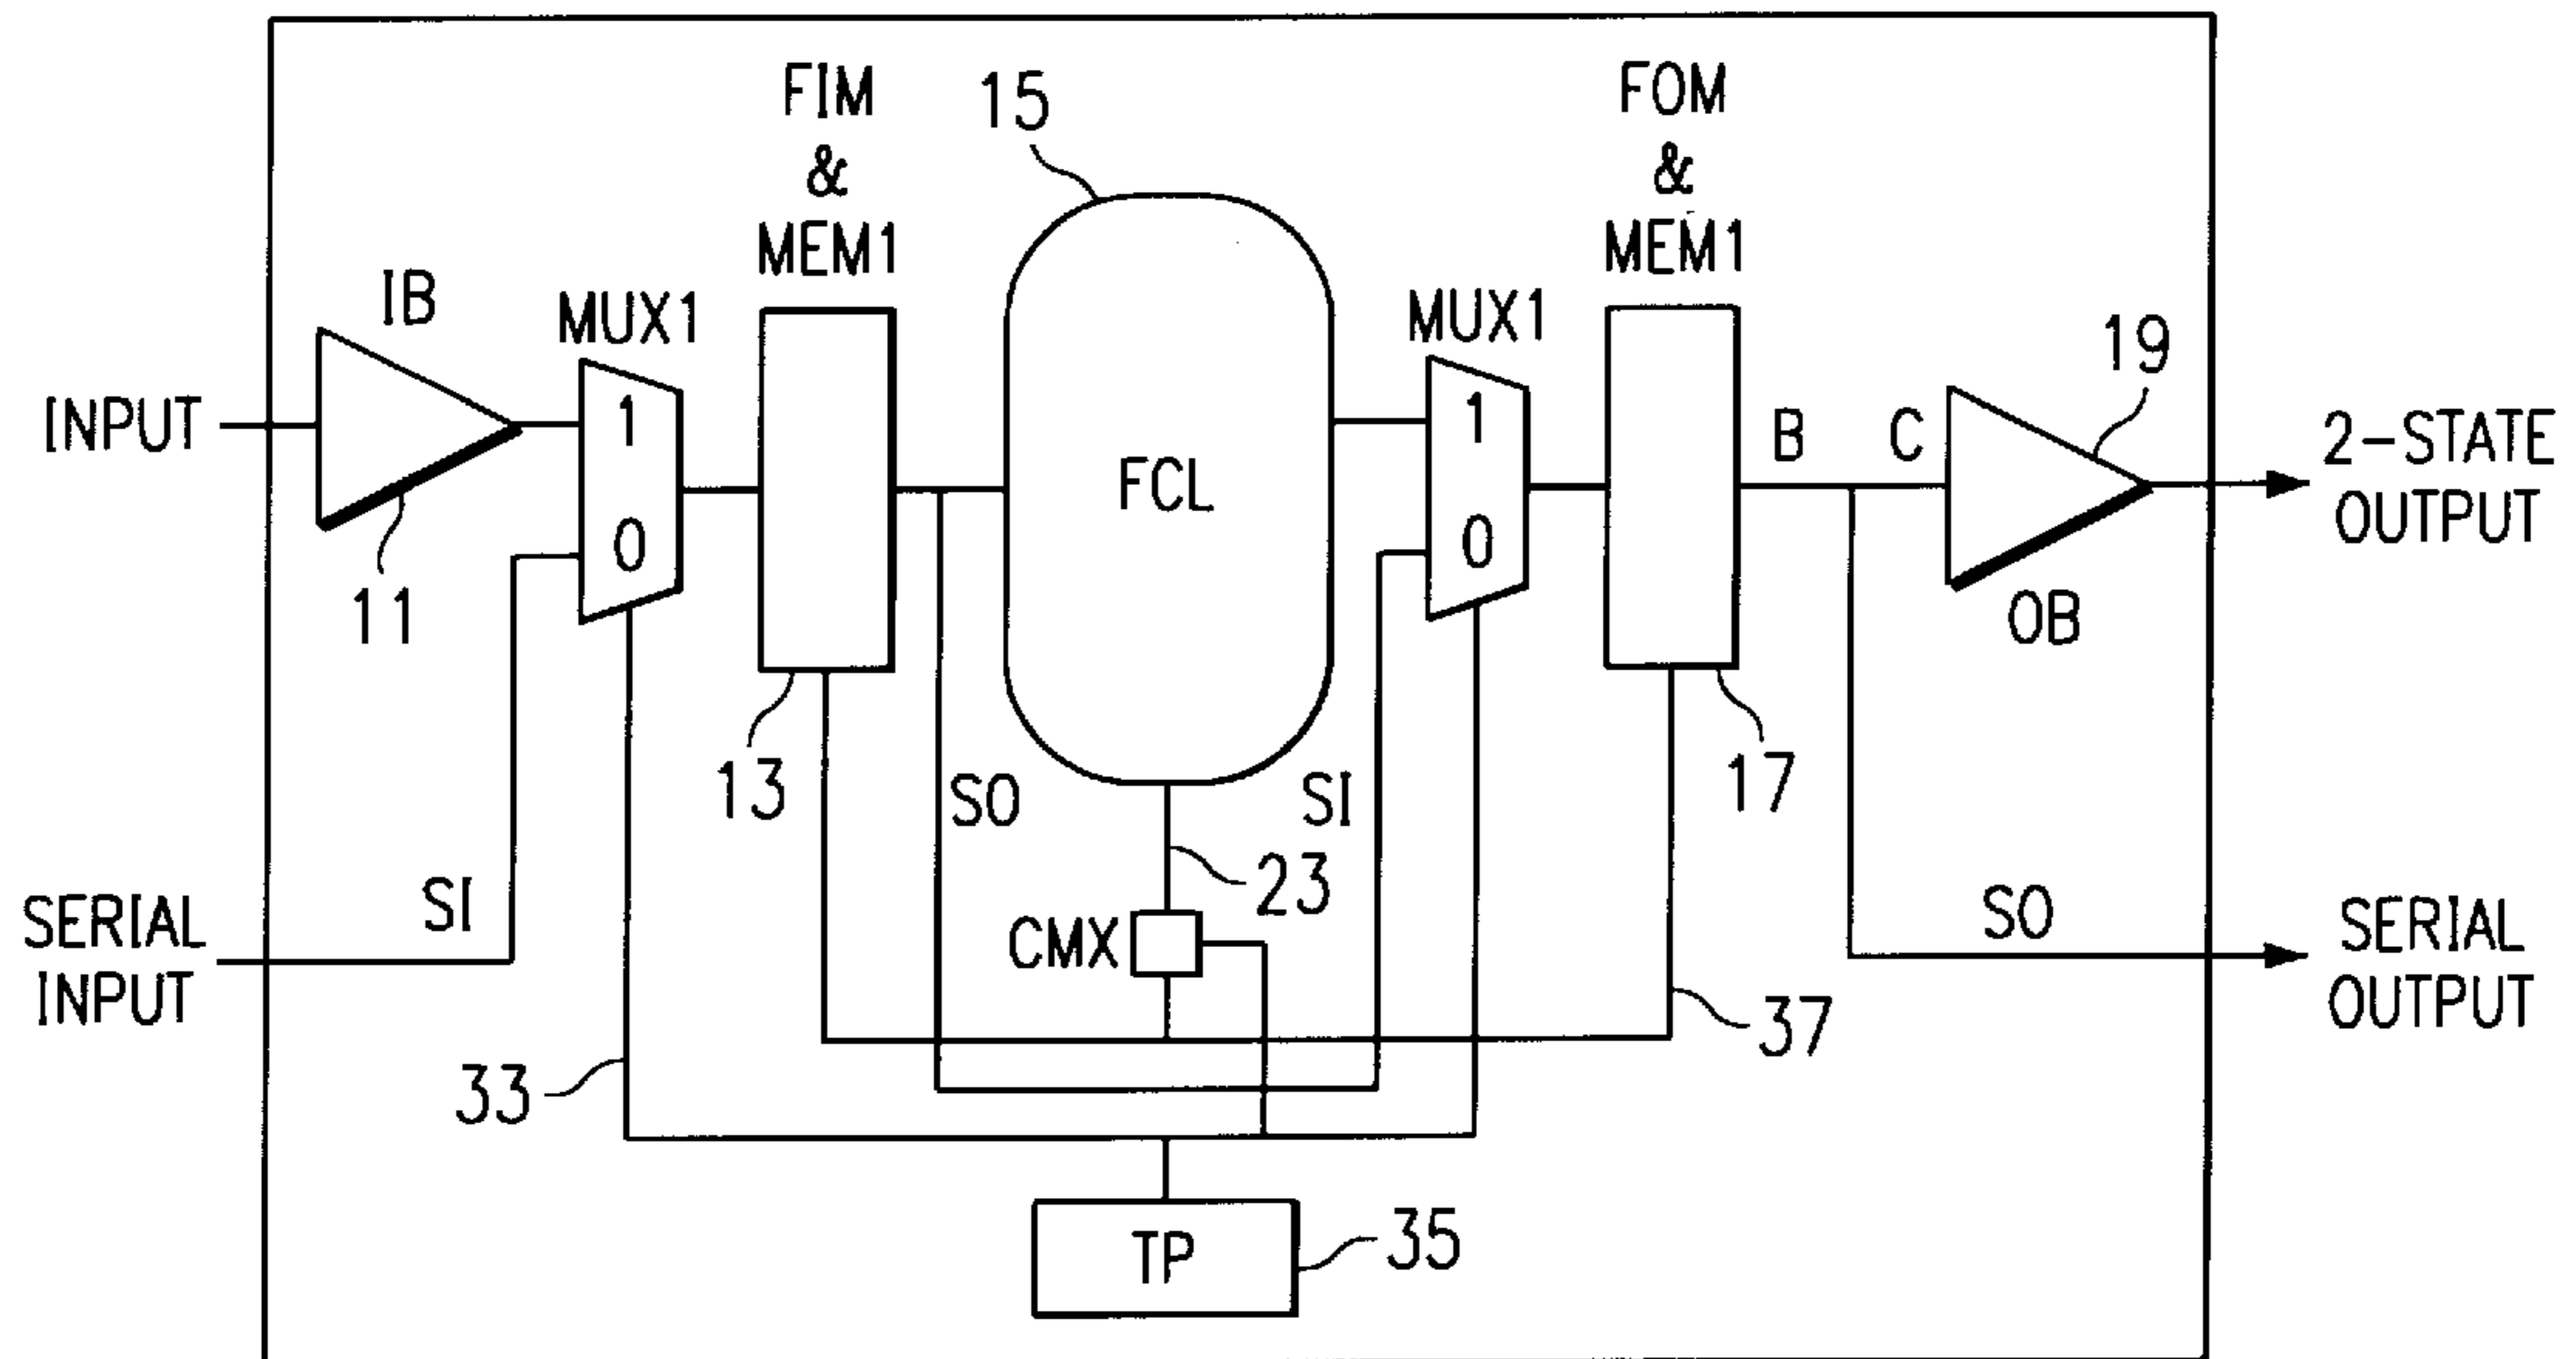 FIM
&
MEM1
15
FOM
&
MEM1
IB
MUX1
MUX1
19
INPUT
1
0
FCL
1
0
B
C
2-STATE
OUTPUT
11
OB
13
SO
SI
17
23
SI
SERIAL
INPUT
CMX
SO
SERIAL
OUTPUT
37
33
TP
35